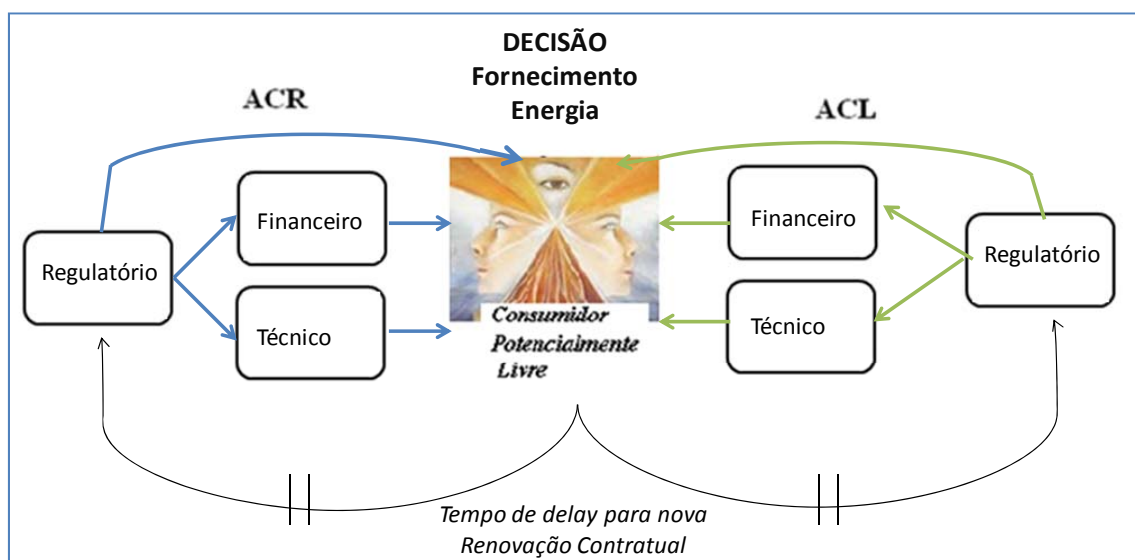 DECISÃO
Fornecimento
Energia
ACR
ACL
Financeiro
Financeiro
Regulatório
Regulatório
Técnico
Técnico
Consumidor
Potencialmente
Livre
Tempo de delay para nova
Renovação Contratual